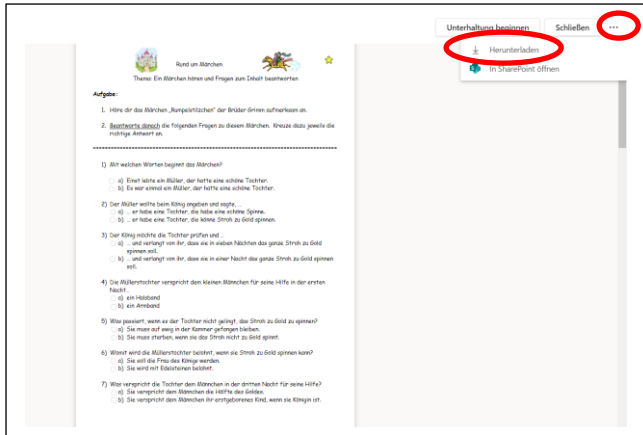 Unterhaltung beginnen Schließen ...
Herunterladen
In SharePoint öffnen
Rund um Märchen
Thema: Ein Märchen hören und Fragen zum Inhalt beantworten
Aufgabe:
1. Höre dir das Märchen „Rumpelstilzchen" der Brüder Grimm aufmerksam an.
2. Beantworte danach die folgenden Fragen zu diesem Märchen. Kreuze dazu jeweils die
richtige Antwort an.
1) Mit welchen Worten beginnt das Märchen?
a) Einst lebte ein Müller, der hatte eine schöne Tochter.
b) Es war einmal ein Müller, der hatte eine schöne Tochter.
2) Der Müller wollte beim König angeben und sagte, ...
a) ... er habe eine Tochter, die habe eine schöne Spinne.
b) ... er habe eine Tochter, die könne Stroh zu Gold spinnen.
3) Der König möchte die Tochter prüfen und ...
a) ... und verlangt von ihr, dass sie in sieben Nächten das ganze Stroh zu Gold
spinnen soll.
b) ... und verlangt von ihr, dass sie in einer Nacht das ganze Stroh zu Gold spinnen
soll.
4) Die Müllerstochter verspricht dem kleinen Männchen für seine Hilfe in der ersten
Nacht...
a) ein Halsband
b) ein Armband
5) Was passiert, wenn es der Tochter nicht gelingt, das Stroh zu Gold zu spinnen?
a) Sie muss auf ewig in der Kammer gefangen bleiben.
b) Sie muss sterben, wenn sie das Stroh nicht zu Gold spinnt.
6) Womit wird die Müllerstochter belohnt, wenn sie Stroh zu Gold spinnen kann?
a) Sie soll die Frau des Königs werden.
b) Sie wird mit Edelsteinen belohnt.
7) Was verspricht die Tochter dem Männchen in der dritten Nacht für seine Hilfe?
a) Sie verspricht dem Männchen die Hälfte des Goldes.
b) Sie verspricht dem Männchen ihr erstgeborenes Kind, wenn sie Königin ist.